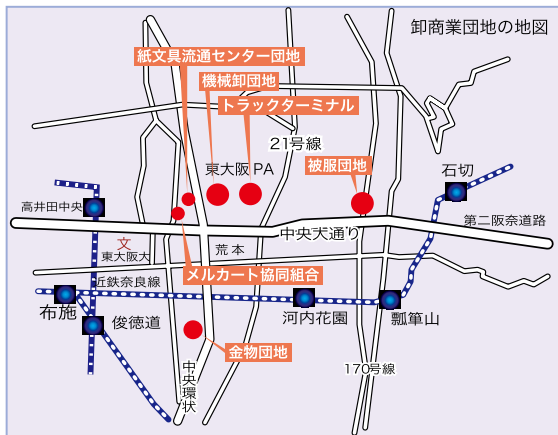 卸商業団地の地図
紙文具流通センター団地
機械卸団地
トラックターミナル
21号線
東大阪PA
被服団地
石切
高井田中央
第二阪奈道路
中央大通り
文
東大阪大
荒本
メルカート協同組合
近鉄奈良線
布施
俊徳道
河内花園
瓢箪山
金物団地
中央環状
170号線